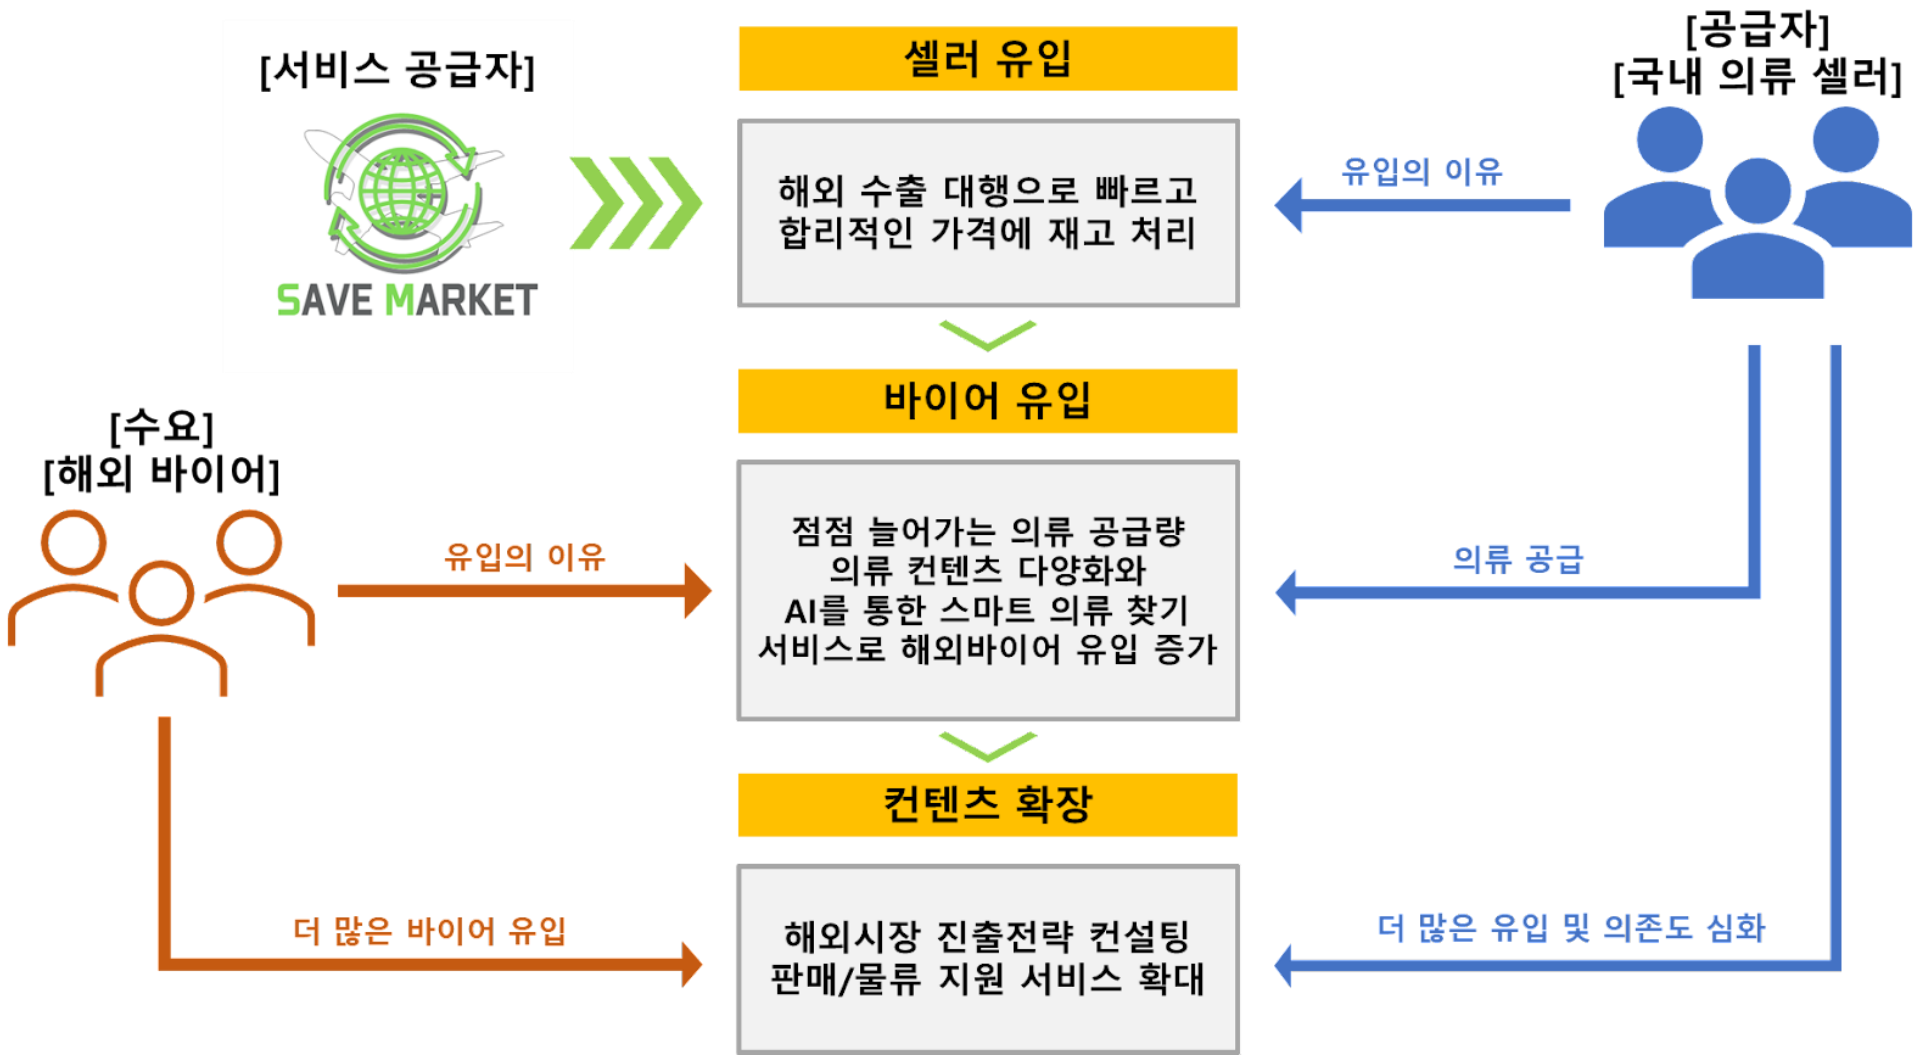 [서비스 공급자]
SAVE MARKET
셀러 유입
해외 수출 대행으로 빠르고
합리적인 가격에 재고 처리
[공급자]
[국내 의류 셀러]
유입의 이유
[수요]
[해외 바이어]
유입의 이유
바이어 유입
점점 늘어가는 의류 공급량
의류 컨텐츠 다양화와
AI를 통한 스마트 의류 찾기
서비스로 해외바이어 유입 증가
의류 공급
더 많은 바이어 유입
컨텐츠 확장
해외시장 진출전략 컨설팅
판매/물류 지원 서비스 확대
더 많은 유입 및 의존도 심화